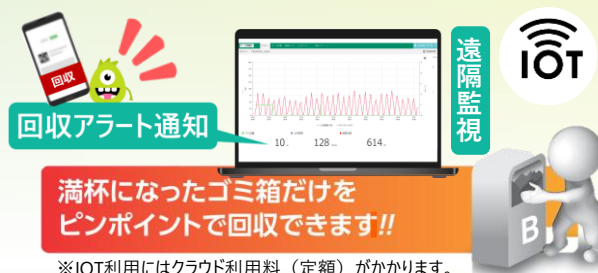 回収
回収アラート通知
遠隔監視
IOT
10
128
614
満杯になったゴミ箱だけを
ピンポイントで回収できます!!
B
※IOT利用にはクラウド利用料（定額）がかかります。